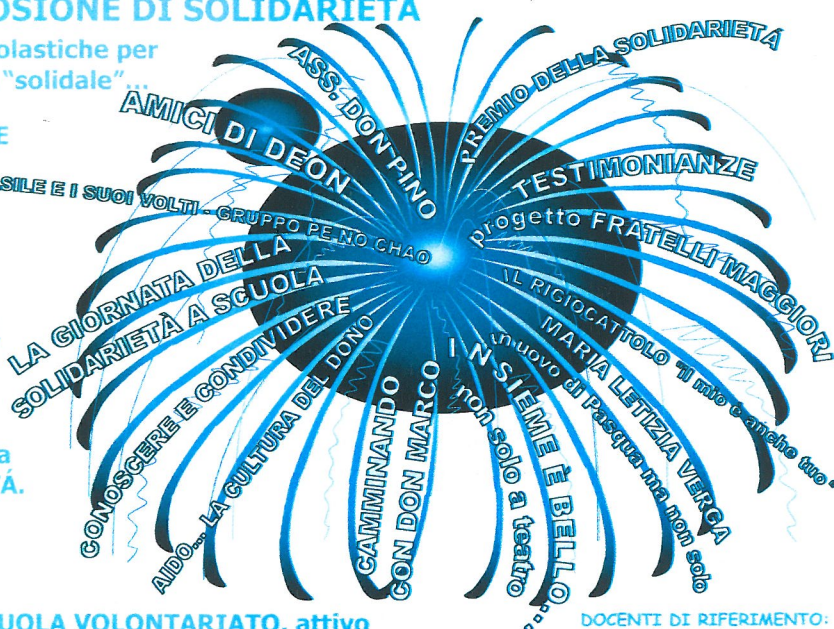 OSIONE DI SOLIDARIETÀ
olastiche per
"solidale"...
E
AMICI DI DEON
ASS. DON PINO
PREMIO DELLA SOLIDARIETÁ
TESTIMONIANZE
progetto FRATELLI MAGGIORI
SILE E I SUOI VOLTI - GRUPPO PE NO CHAO
LA GIORNATA DELLA
SOLIDARIETÀ A SCUOLA
CONOSCERE E CONDIVIDERE
AIDO... LA CULTURA DEL DONO
CAMMINANDO
CON DON MARCO
INSIEME È BELLO...
non solo a teatro
un uovo di Pasqua ma non solo
MARIA LETIZIA VERGA
IL RICIOCATTOLO "il mio è anche tuo"
a
Á.
UOLA VOLONTARIATO, attivo
DOCENTI DI RIFERIMENTO: